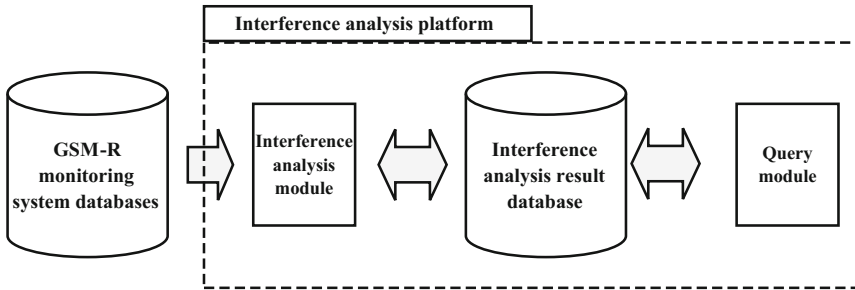 Interference analysis platform
GSM-R
monitoring
system databases
Interference
analysis
module
Interference
analysis result
database
Query
module